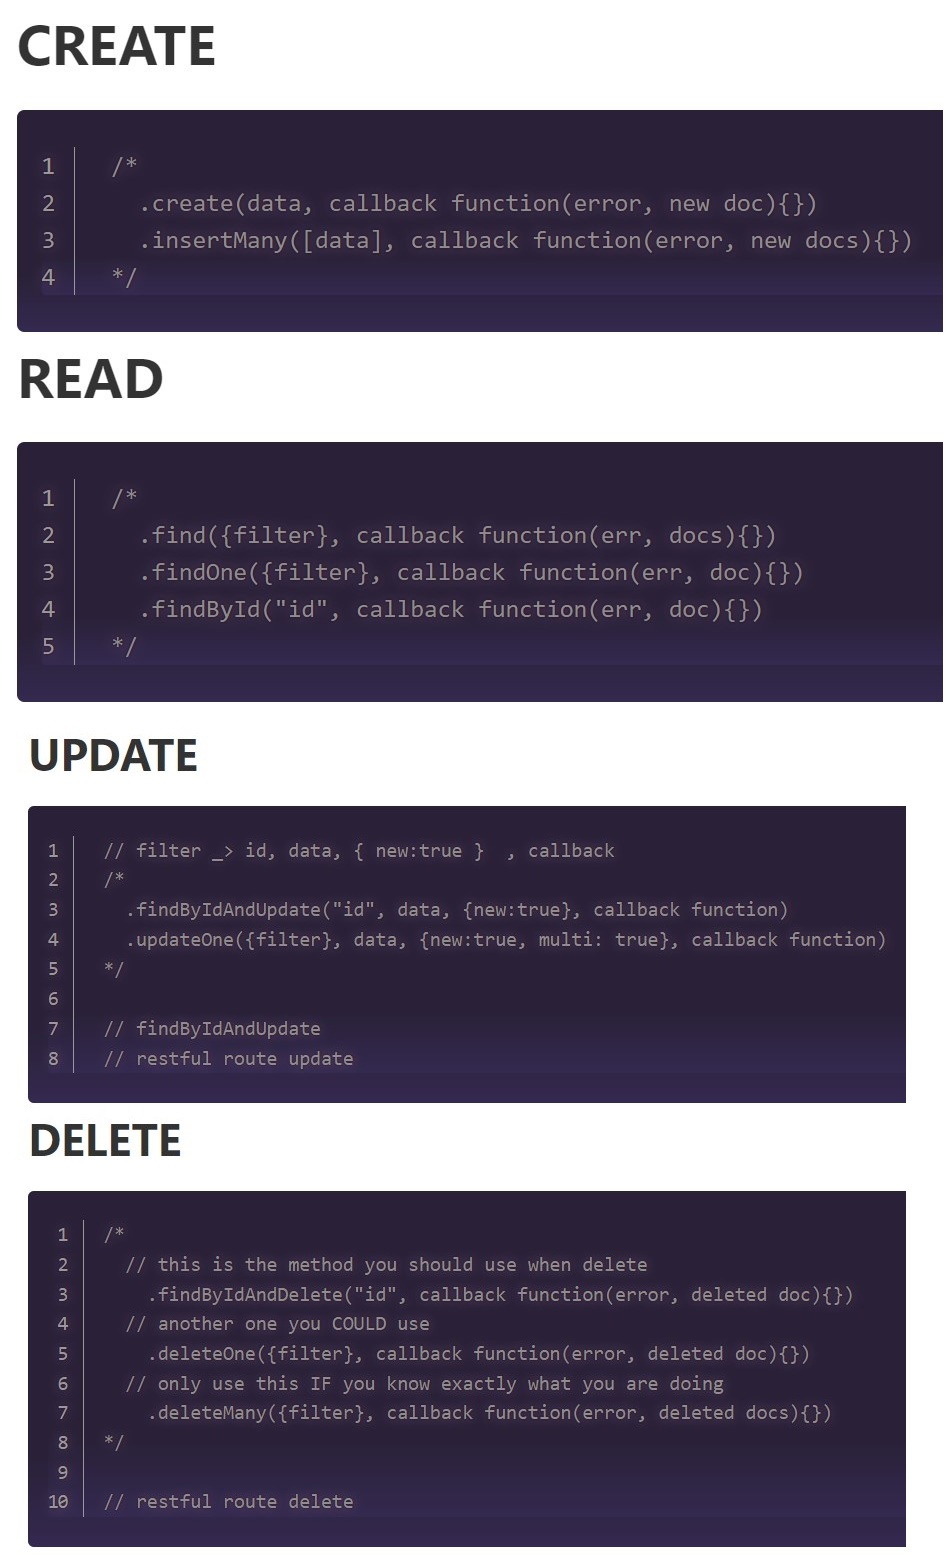 CREATE
1 /*
2 .create(data, callback function(error, new doc){})
3 .insertMany([data], callback function(error, new docs){})
4 */
READ
1 /*
2 .find({filter}, callback function(err, docs){})
3 .findOne({filter}, callback function(err, doc){})
4 .findById("id", callback function(err, doc){})
5 */
UPDATE
1 // filter _> id, data, { new:true }  , callback
2 /*
3 .findByIdAndUpdate("id", data, {new:true}, callback function)
4 .updateOne({filter}, data, {new:true, multi: true}, callback function)
5 */
6
7 // findByIdAndUpdate
8 // restful route update
DELETE
1 /*
2 // this is the method you should use when delete
3 .findByIdAndDelete("id", callback function(error, deleted doc){})
4 // another one you COULD use
5 .deleteOne({filter}, callback function(error, deleted doc){})
6 // only use this IF you know exactly what you are doing
7 .deleteMany({filter}, callback function(error, deleted docs){})
8 */
9
10 // restful route delete